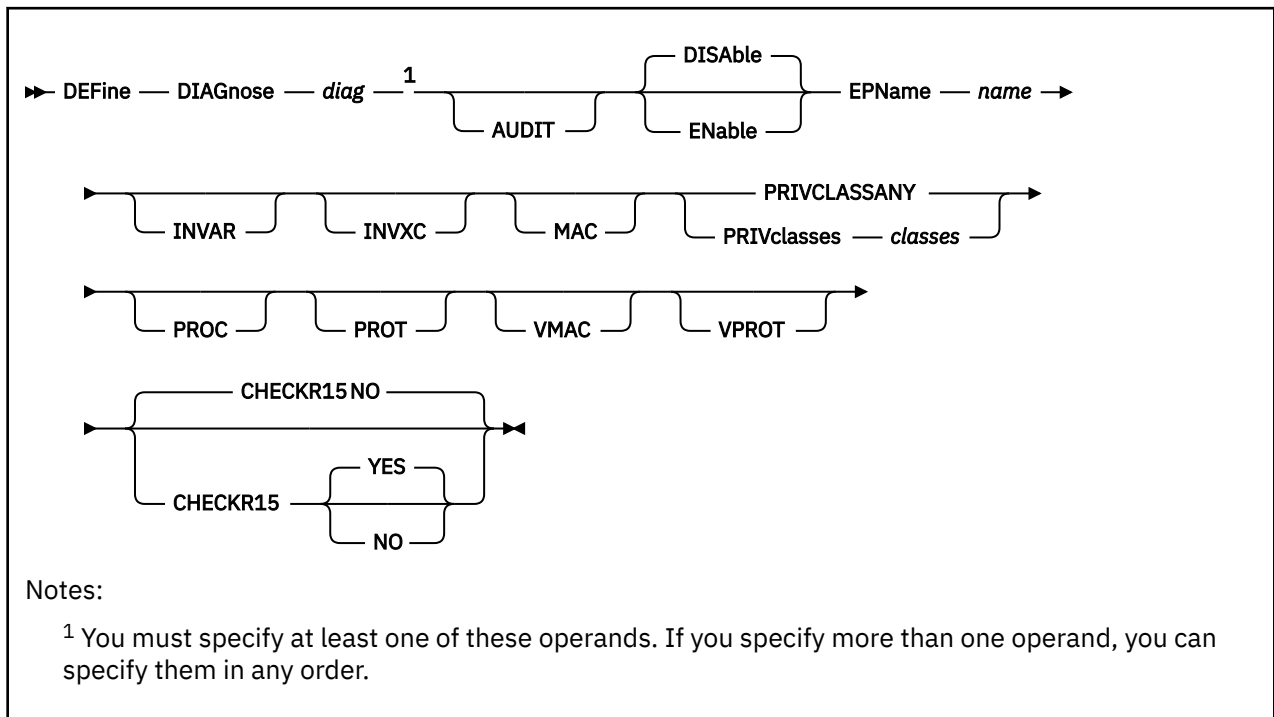 DISAble
DEFine DIAGnose diag 1 EPName name
AUDIT ENable
PRIVCLASSANY
INVAR INVXC MAC PRIVclasses classes
PROC PROT VMAC VPROT
CHECKR15 NO
YES
CHECKR15
NO
Notes:
1 You must specify at least one of these operands. If you specify more than one operand, you can
specify them in any order.